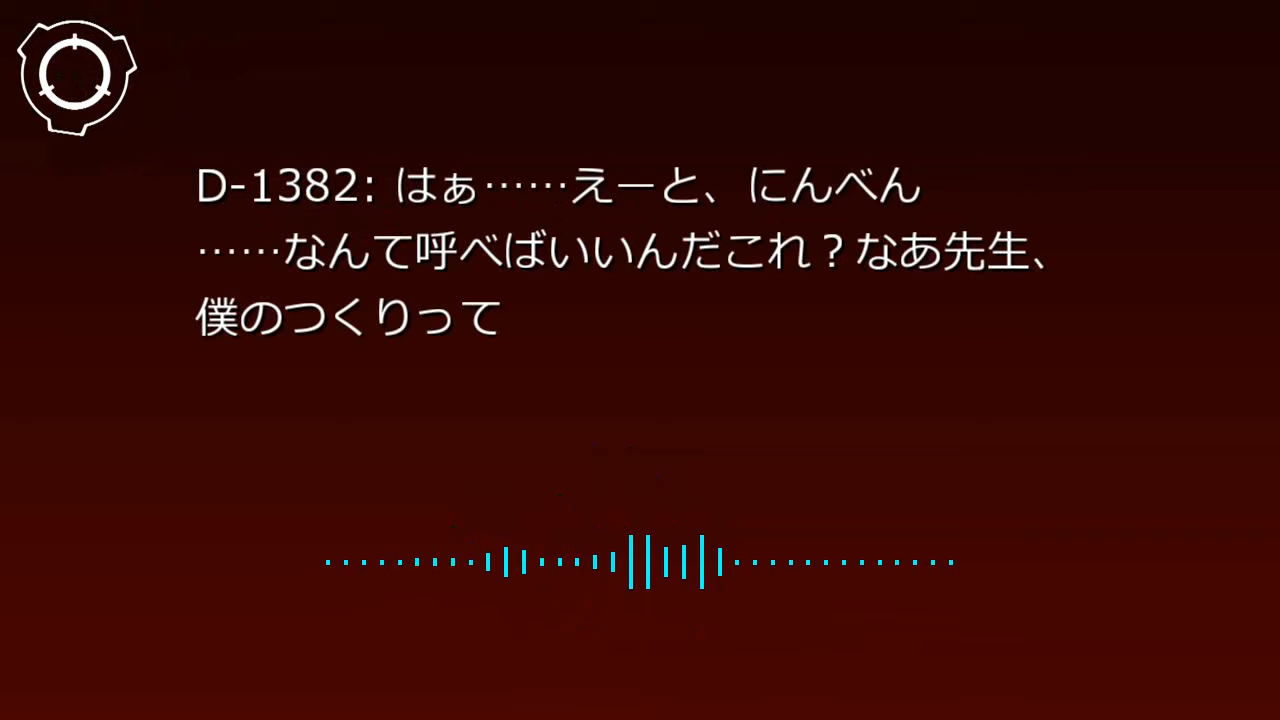 D-1382: はぁ……えーと、にんべん
……なんて呼べばいいんだこれ？なあ先生、
僕のつくりって